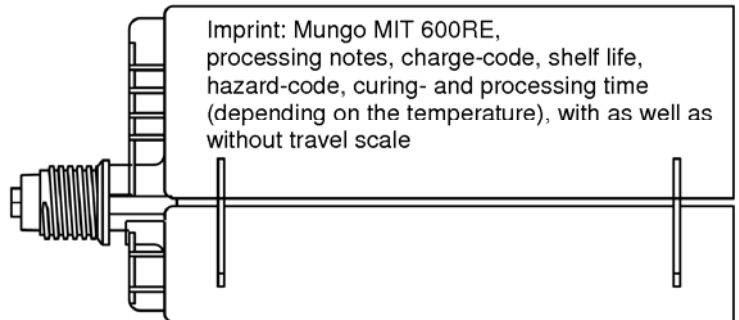 Imprint: Mungo MIT 600RE,
processing notes, charge-code, shelf life,
hazard-code, curing- and processing time
(depending on the temperature), with as well as
without travel scale